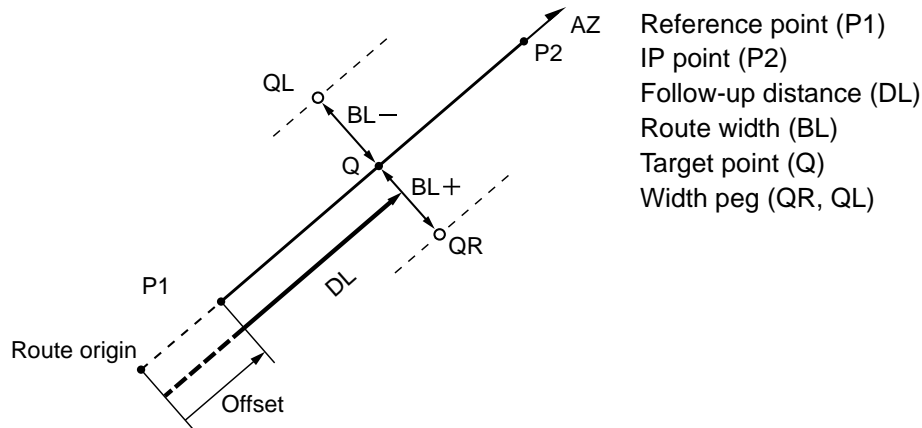 AZ
P2
QL
BL−
Q
BL+
QR
P1
DL
Route origin
Offset
Reference point (P1)
IP point (P2)
Follow-up distance (DL)
Route width (BL)
Target point (Q)
Width peg (QR, QL)